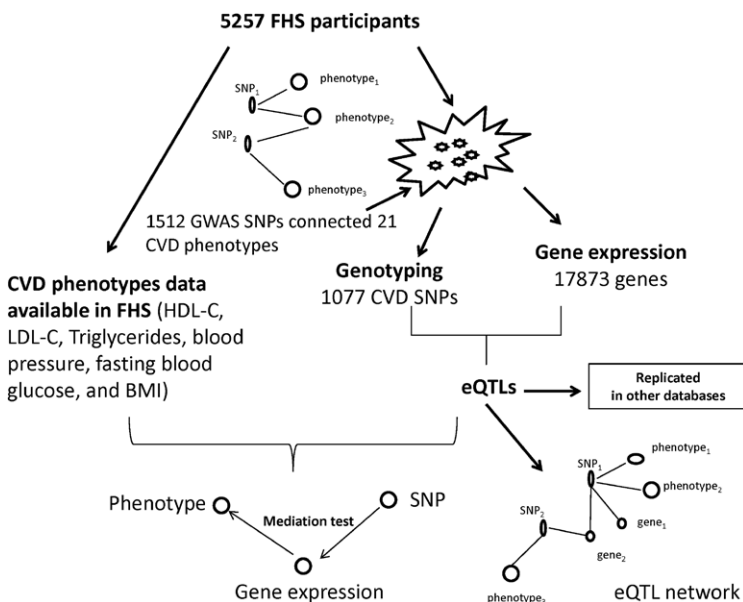 5257 FHS participants
SNP₁
phenotype₁
phenotype₂
SNP₂
phenotype₃
1512 GWAS SNPs connected 21
CVD phenotypes
Genotyping
1077 CVD SNPs
Gene expression
17873 genes
CVD phenotypes data
available in FHS (HDL-C,
LDL-C, Triglycerides, blood
pressure, fasting blood
glucose, and BMI)
eQTLs
Replicated
in other databases
Phenotype
Mediation test
SNP
Gene expression
SNP₁
phenotype₁
phenotype₂
SNP₂
gene₁
gene₂
phenotype₃
eQTL network